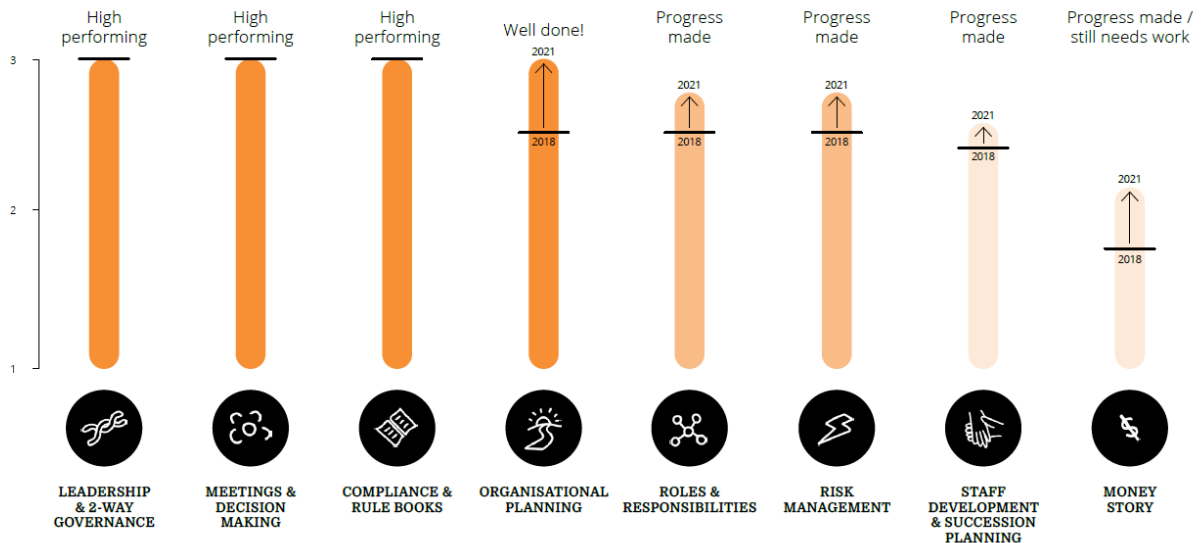 High
performing
High
performing
High
performing
Well done!
Progress
made
Progress
made
Progress
made
Progress made /
still needs work
3
2
1
2021
2018
2021
2018
2021
2018
2021
2018
2021
2018
$
LEADERSHIP
& 2-WAY
GOVERNANCE
MEETINGS &
DECISION
MAKING
COMPLIANCE &
RULE BOOKS
ORGANISATIONAL
PLANNING
ROLES &
RESPONSIBILITIES
RISK
MANAGEMENT
STAFF
DEVELOPMENT
& SUCCESSION
PLANNING
MONEY
STORY